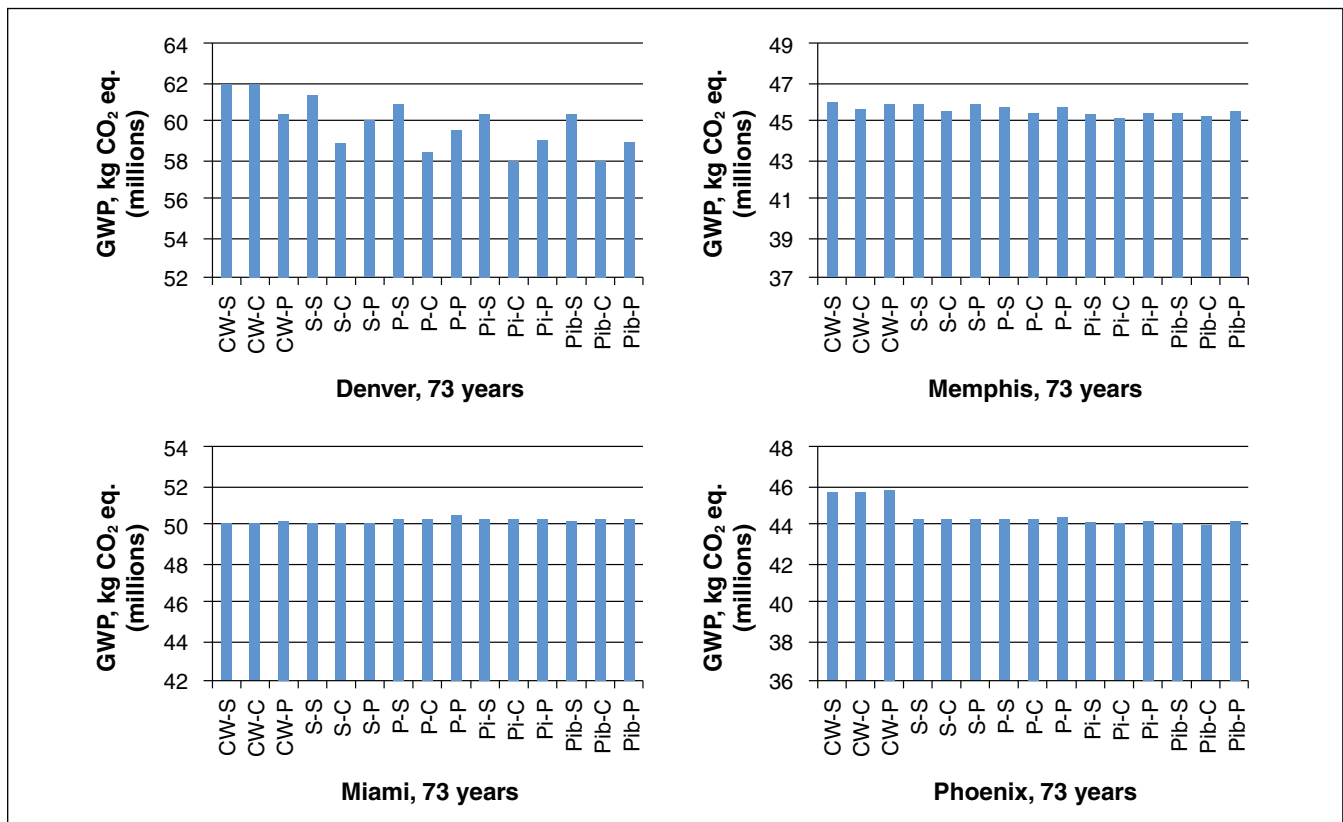 GWP, kg CO₂ eq.
(millions)
64
62
60
58
56
54
52
CW-S
CW-C
CW-P
S-S
S-C
S-P
P-S
P-C
P-P
Pi-S
Pi-C
Pi-P
Pib-S
Pib-C
Pib-P
Denver, 73 years
GWP, kg CO₂ eq.
(millions)
49
47
45
43
41
39
37
CW-S
CW-C
CW-P
S-S
S-C
S-P
P-S
P-C
P-P
Pi-S
Pi-C
Pi-P
Pib-S
Pib-C
Pib-P
Memphis, 73 years
GWP, kg CO₂ eq.
(millions)
54
52
50
48
46
44
42
CW-S
CW-C
CW-P
S-S
S-C
S-P
P-S
P-C
P-P
Pi-S
Pi-C
Pi-P
Pib-S
Pib-C
Pib-P
Miami, 73 years
GWP, kg CO₂ eq.
(millions)
48
46
44
42
40
38
36
CW-S
CW-C
CW-P
S-S
S-C
S-P
P-S
P-C
P-P
Pi-S
Pi-C
Pi-P
Pib-S
Pib-C
Pib-P
Phoenix, 73 years